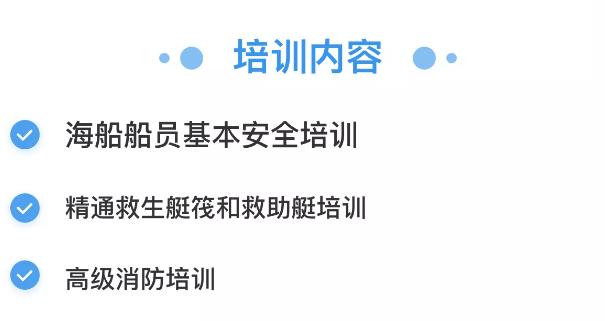 培训内容
海船船员基本安全培训
精通救生艇筏和救助艇培训
高级消防培训